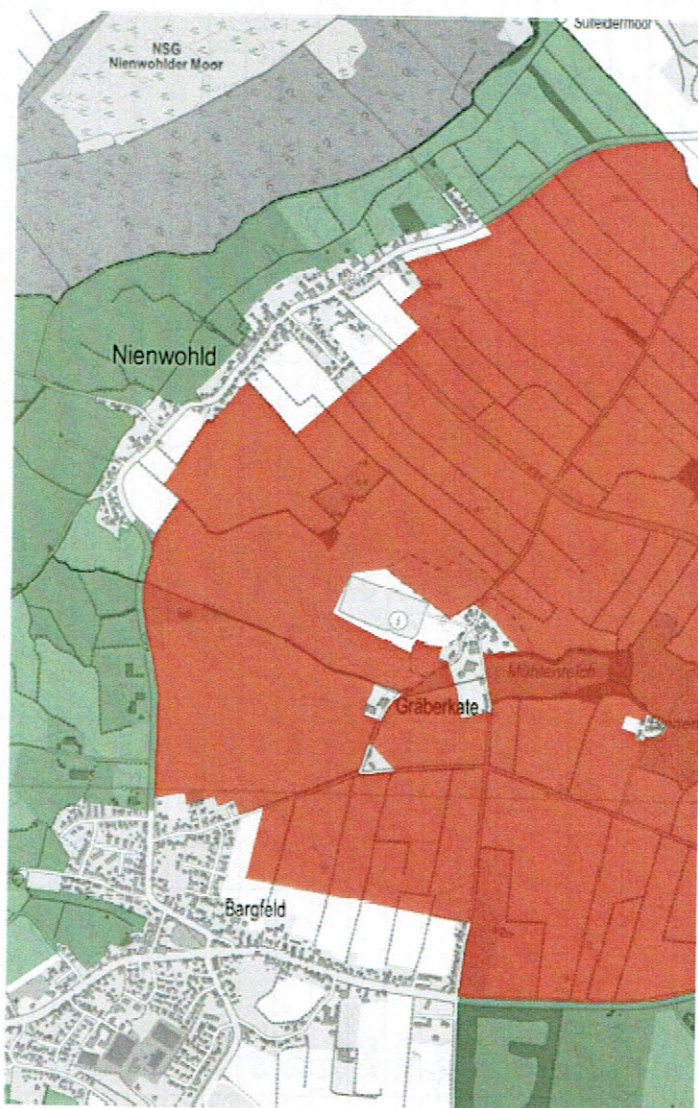 Sülfeldermoor
NSG
Nienwohlder Moor
Nienwohld
Mühlenteich
Gräberkate
Bargfeld